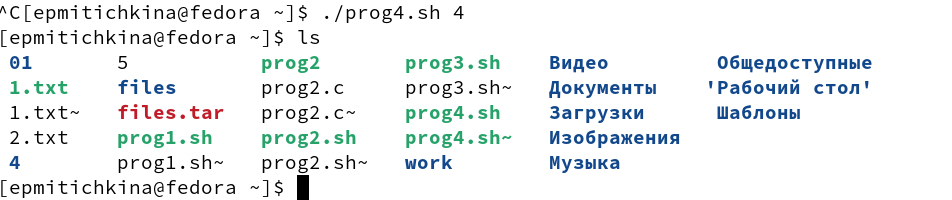 ^C[epmitichkina@fedora ~]$ ./prog4.sh 4
[epmitichkina@fedora ~]$ ls
01 5 prog2 prog3.sh Видео Общедоступные
1.txt files prog2.c prog3.sh~ Документы 'Рабочий стол'
1.txt~ files.tar prog2.c~ prog4.sh Загрузки Шаблоны
2.txt prog1.sh prog2.sh prog4.sh~ Изображения
4 prog1.sh~ prog2.sh~ work Музыка
[epmitichkina@fedora ~]$